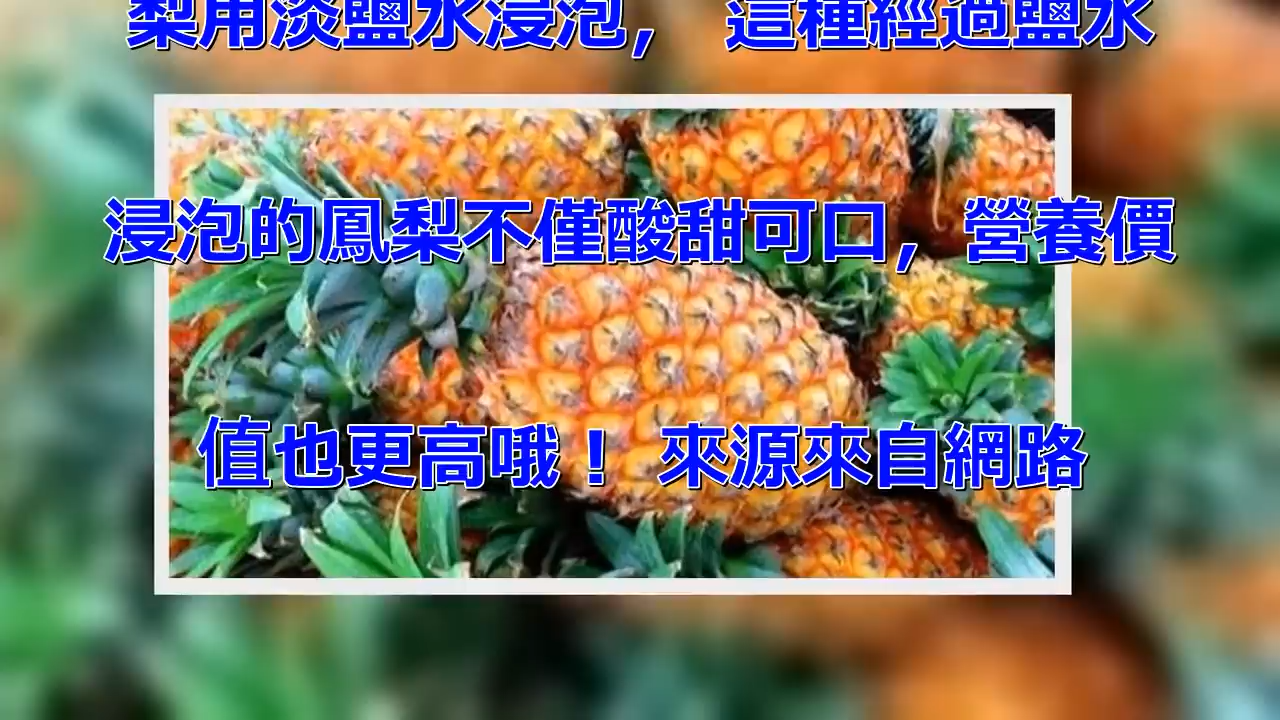 梨用淡鹽水浸泡， 這種經過鹽水
浸泡的鳳梨不僅酸甜可口，營養價
值也更高哦！ 來源來自網路